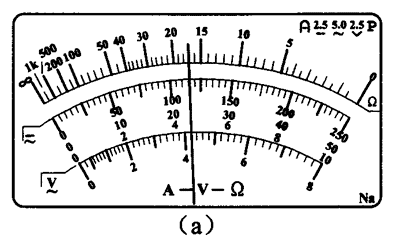 A 2.5 5.0 2.5 P
∞ 1k 500 200 100 50 40 30 20 15 10 5 0 Ω
0 50 100 150 200 250
0 10 20 30 40 50
0 2 4 6 8 10
V 0 2 4 6 8
A-V-Ω
Na
(a)